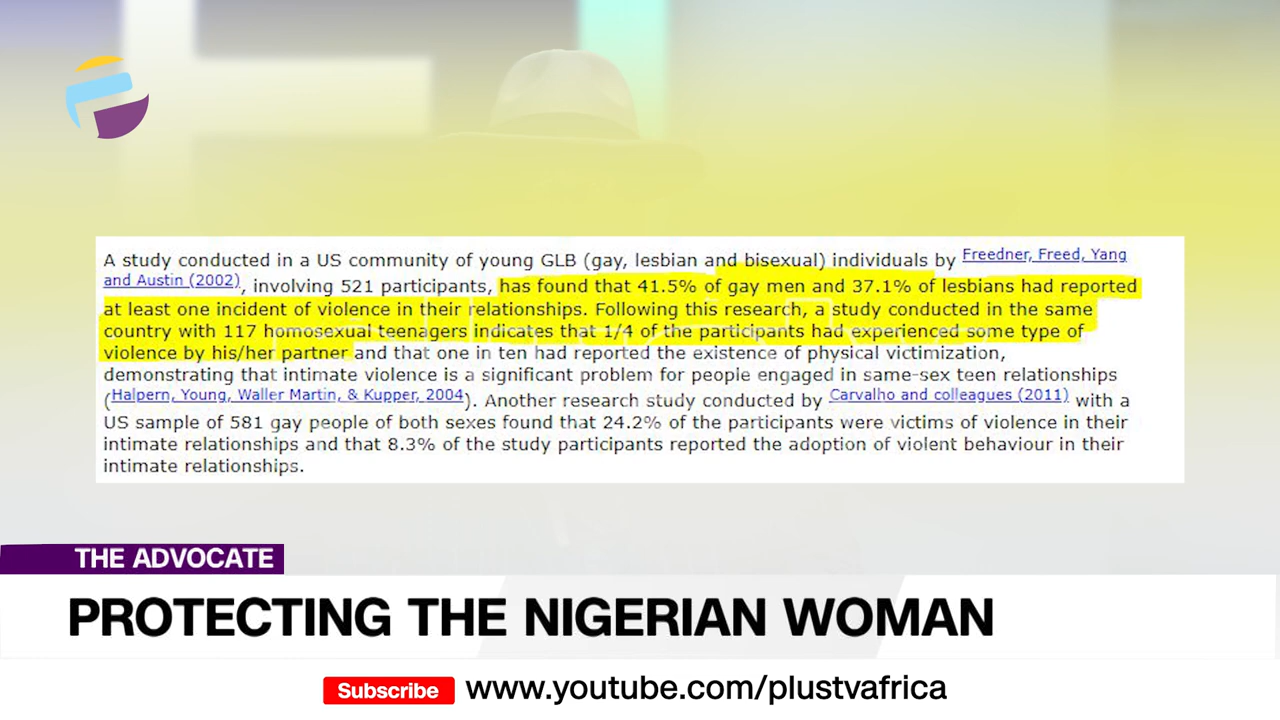 A study conducted in a US community of young GLB (gay, lesbian and bisexual) individuals by Freedner, Freed, Yang
and Austin (2002), involving 521 participants, has found that 41.5% of gay men and 37.1% of lesbians had reported
at least one incident of violence in their relationships. Following this research, a study conducted in the same
country with 117 homosexual teenagers indicates that 1/4 of the participants had experienced some type of
violence by his/her partner and that one in ten had reported the existence of physical victimization,
demonstrating that intimate violence is a significant problem for people engaged in same-sex teen relationships
(Halpern, Young, Waller Martin, & Kupper, 2004). Another research study conducted by Carvalho and colleagues (2011) with a
US sample of 581 gay people of both sexes found that 24.2% of the participants were victims of violence in their
intimate relationships and that 8.3% of the study participants reported the adoption of violent behaviour in their
intimate relationships.
THE ADVOCATE
PROTECTING THE NIGERIAN WOMAN
Subscribe www.youtube.com/plustvafrica